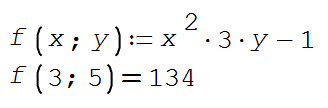 f(x; y):=x²·3·y-1
f(3; 5)=134